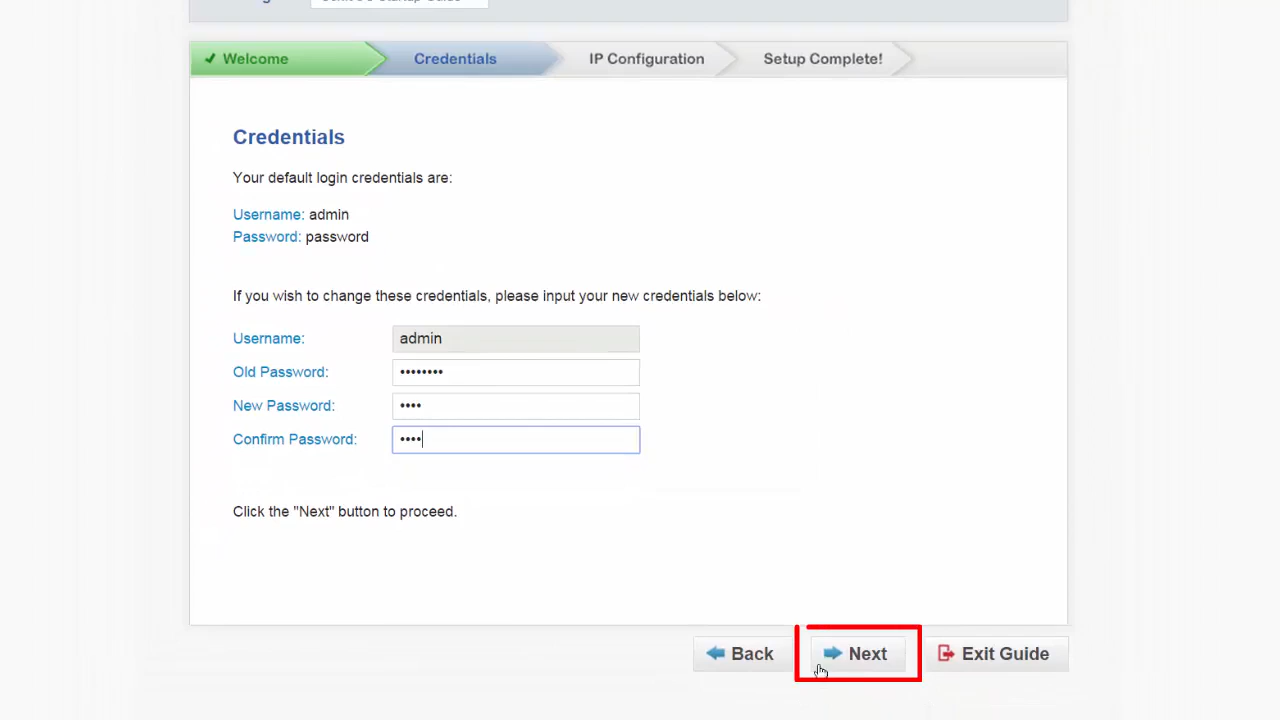 Welcome
Credentials
IP Configuration
Setup Complete!
Credentials
Your default login credentials are:
Username: admin
Password: password
If you wish to change these credentials, please input your new credentials below:
Username: admin
Old Password: ••••••••
New Password: ••••
Confirm Password: ••••
Click the "Next" button to proceed.
Back
Next
Exit Guide